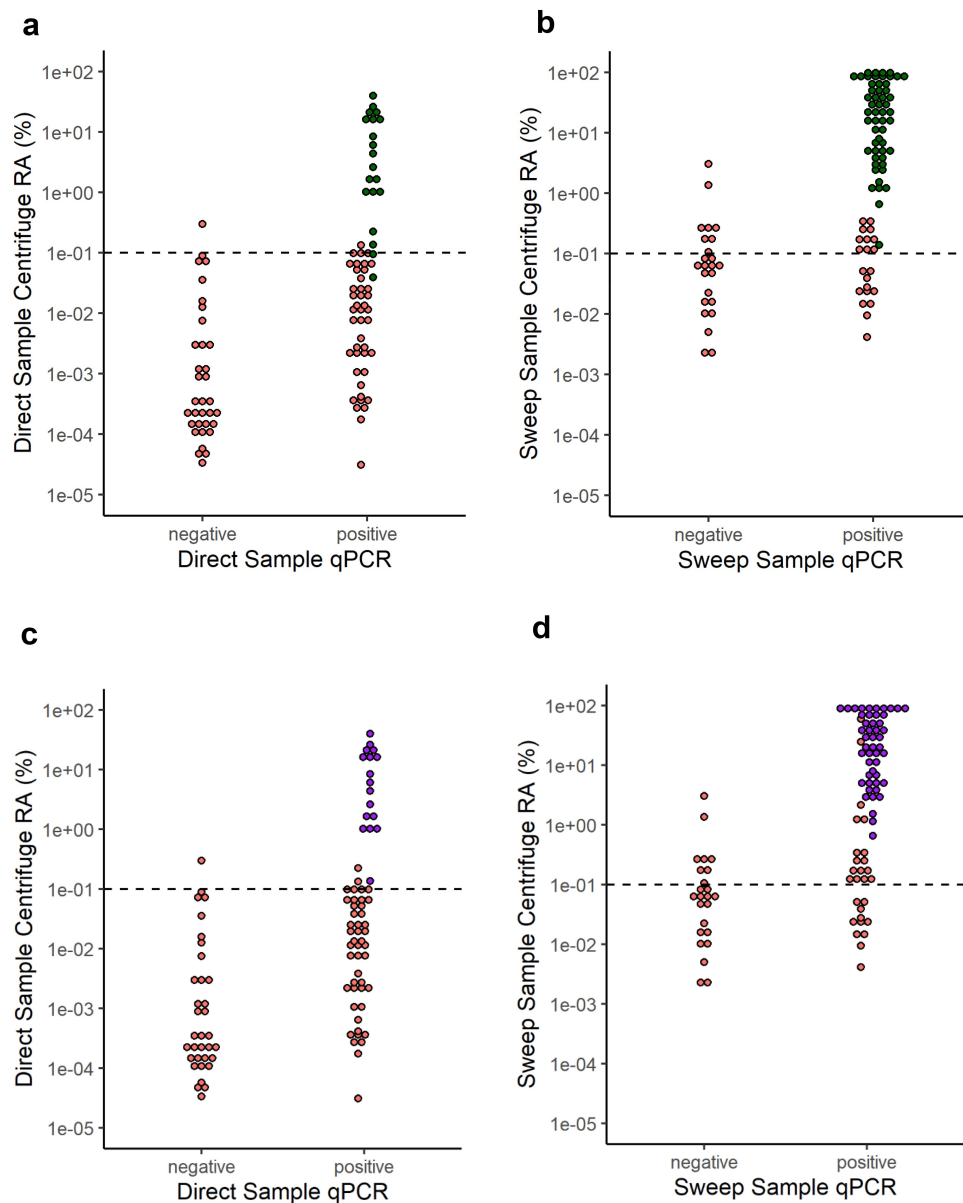 a
Direct Sample Centrifuge RA (%)
1e+02
1e+01
1e+00
1e-01
1e-02
1e-03
1e-04
1e-05
negative positive
Direct Sample qPCR
b
Sweep Sample Centrifuge RA (%)
1e+02
1e+01
1e+00
1e-01
1e-02
1e-03
1e-04
1e-05
negative positive
Sweep Sample qPCR
c
Direct Sample Centrifuge RA (%)
1e+02
1e+01
1e+00
1e-01
1e-02
1e-03
1e-04
1e-05
negative positive
Direct Sample qPCR
d
Sweep Sample Centrifuge RA (%)
1e+02
1e+01
1e+00
1e-01
1e-02
1e-03
1e-04
1e-05
negative positive
Sweep Sample qPCR